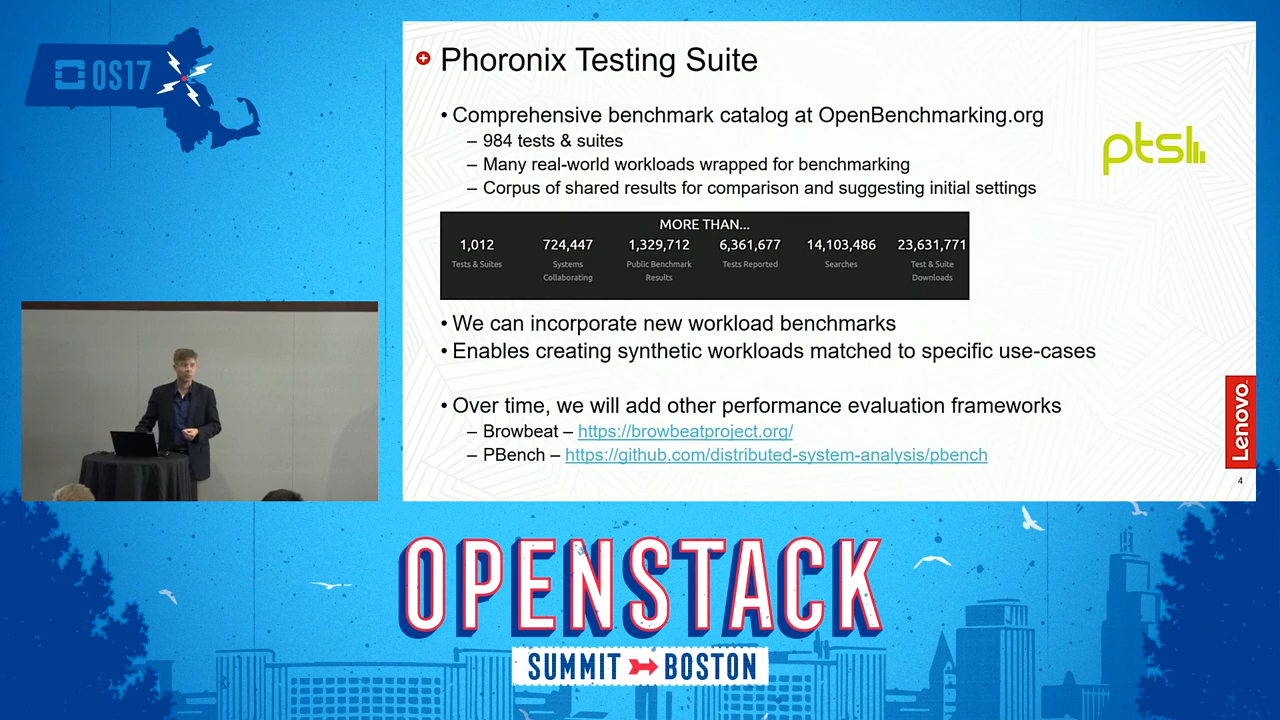 OS17
Phoronix Testing Suite
• Comprehensive benchmark catalog at OpenBenchmarking.org
– 984 tests & suites
– Many real-world workloads wrapped for benchmarking
– Corpus of shared results for comparison and suggesting initial settings
ptsl
MORE THAN...
1,012 724,447 1,329,712 6,361,677 14,103,486 23,631,771
Tests & Suites Systems Collaborating Public Benchmark Results Tests Reported Searches Test & Suite Downloads
• We can incorporate new workload benchmarks
• Enables creating synthetic workloads matched to specific use-cases
• Over time, we will add other performance evaluation frameworks
– Browbeat – https://browbeatproject.org/
– PBench – https://github.com/distributed-system-analysis/pbench
Lenovo
4
OPENSTACK
SUMMIT BOSTON